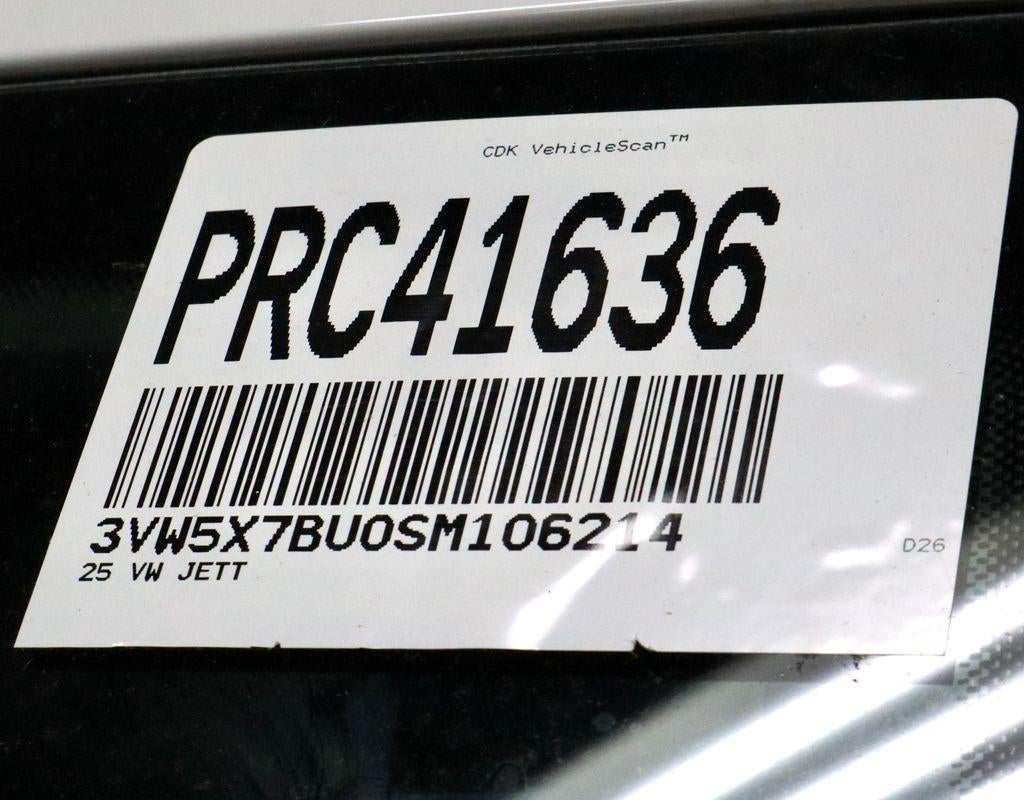 CDK VehicleScan™
PRC41636
3VW5X7BU0SM106214
25 VW JETT
D26